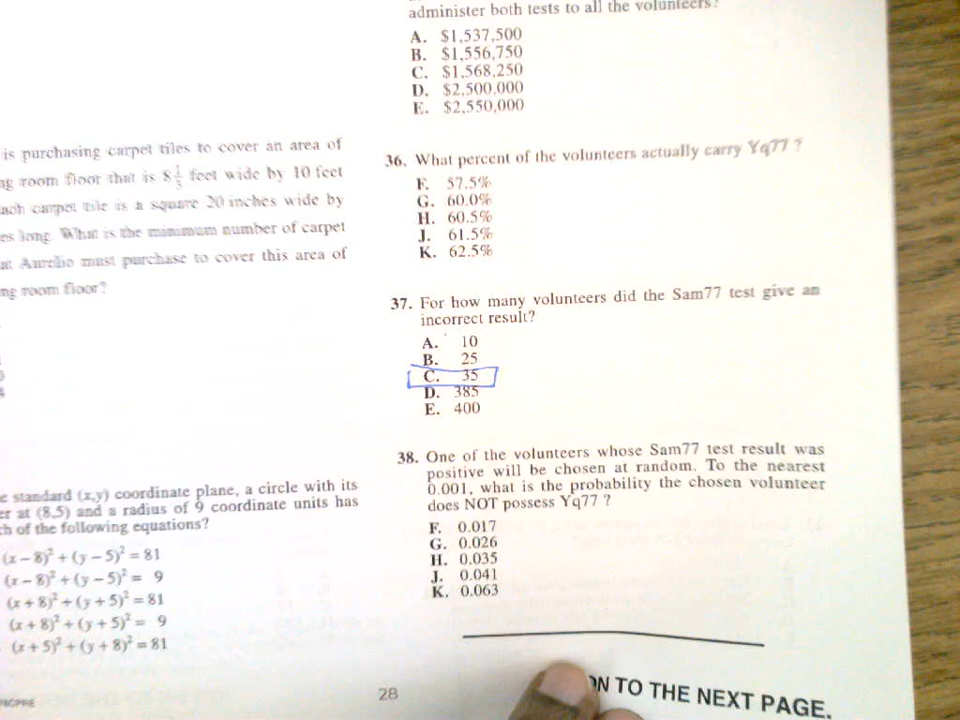 administer both tests to all the volunteers?
A. $1,537,500
B. $1,556,750
C. $1,568,250
D. $2,500,000
E. $2,550,000
is purchasing carpet tiles to cover an area of
room floor that is 8 1/3 feet wide by 10 feet
carpet tile is a square 20 inches wide by
long. What is the minimum number of carpet
Aurelio must purchase to cover this area of
room floor?
36. What percent of the volunteers actually carry Yq77 ?
F. 57.5%
G. 60.0%
H. 60.5%
J. 61.5%
K. 62.5%
37. For how many volunteers did the Sam77 test give an
incorrect result?
A. 10
B. 25
C. 35
D. 385
E. 400
38. One of the volunteers whose Sam77 test result was
positive will be chosen at random. To the nearest
0.001, what is the probability the chosen volunteer
does NOT possess Yq77 ?
F. 0.017
G. 0.026
H. 0.035
J. 0.041
K. 0.063
e standard (x,y) coordinate plane, a circle with its
er at (8,5) and a radius of 9 coordinate units has
ch of the following equations?
(x – 8)² + (y – 5)² = 81
(x – 8)² + (y – 5)² = 9
(x + 8)² + (y + 5)² = 81
(x + 8)² + (y + 5)² = 9
(x + 5)² + (y + 8)² = 81
28
ON TO THE NEXT PAGE.